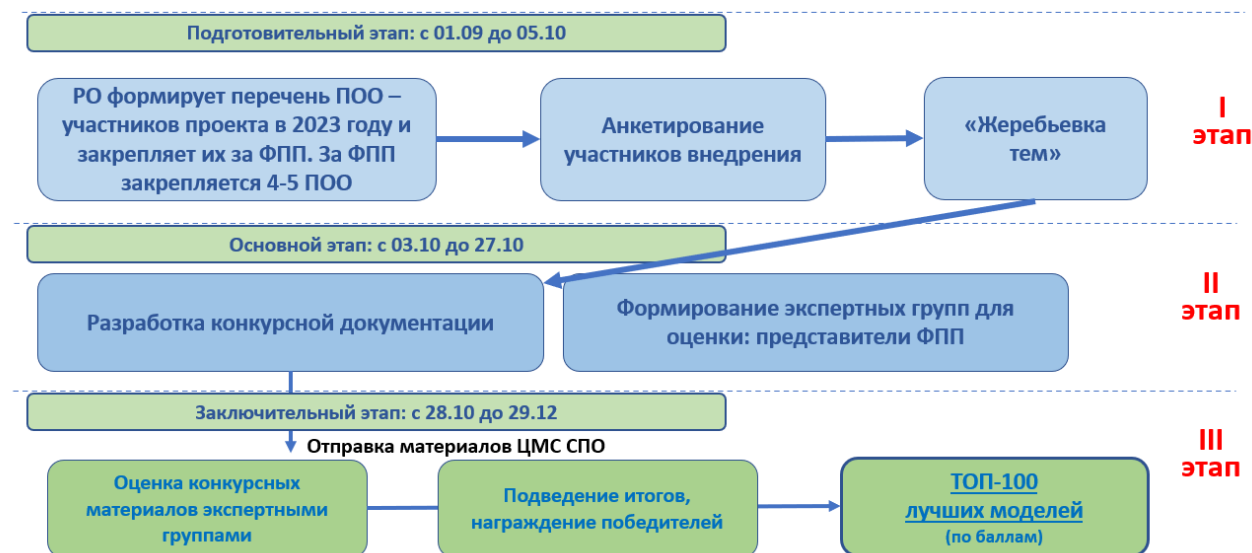 Подготовительный этап: с 01.09 до 05.10
РО формирует перечень ПОО –
участников проекта в 2023 году и
закрепляет их за ФПП. За ФПП
закрепляется 4-5 ПОО
Анкетирование
участников внедрения
«Жеребьевка
тем»
I
этап
Основной этап: с 03.10 до 27.10
Разработка конкурсной документации
Формирование экспертных групп для
оценки: представители ФПП
II
этап
Заключительный этап: с 28.10 до 29.12
Отправка материалов ЦМС СПО
Оценка конкурсных
материалов экспертными
группами
Подведение итогов,
награждение победителей
ТОП-100
лучших моделей
(по баллам)
III
этап